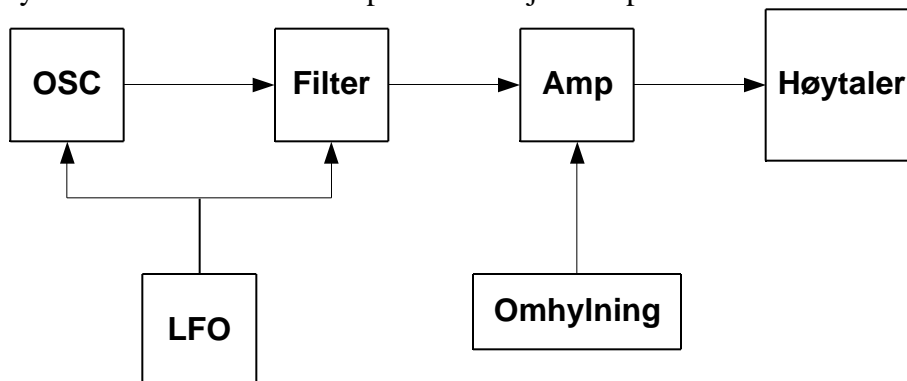 OSC
Filter
Amp
Høytaler
LFO
Omhylning